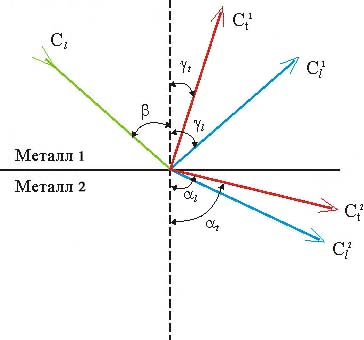 C_t^1
C_l
C_l^1
γ_t
β
γ_l
Металл 1
Металл 2
α_l
C_t^2
α_t
C_l^2